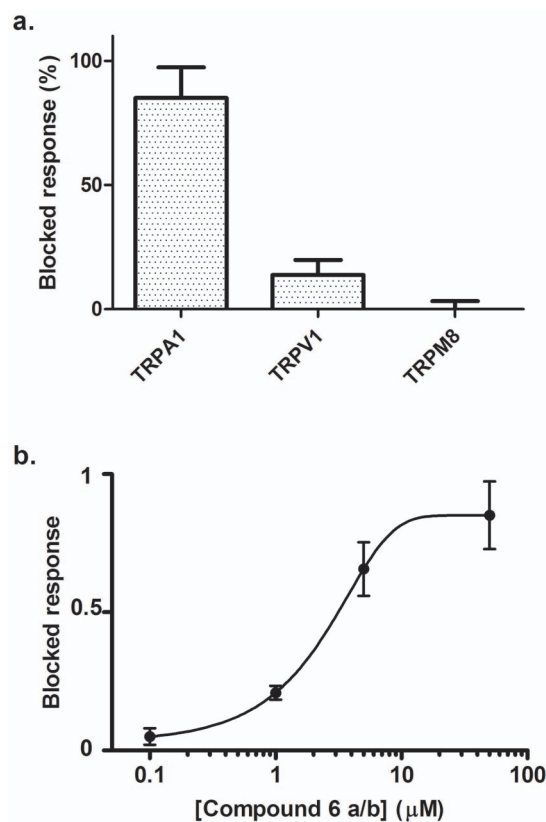 a.
Blocked response (%)
100
50
0
TRPA1
TRPV1
TRPM8
b.
Blocked response
1
0.5
0
0.1
1
10
100
[Compound 6 a/b] (µM)